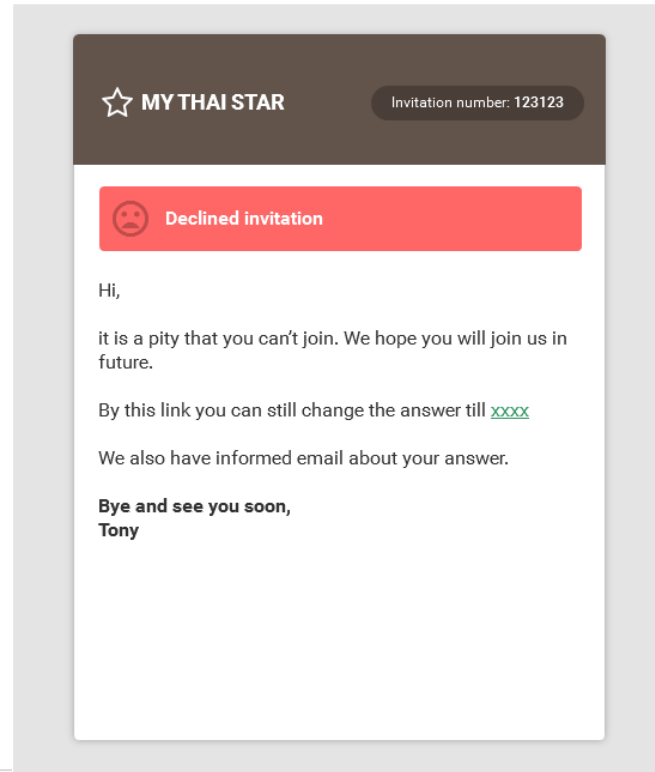 MY THAI STAR
Invitation number: 123123
Declined invitation
Hi,
it is a pity that you can’t join. We hope you will join us in
future.
By this link you can still change the answer till xxxx
We also have informed email about your answer.
Bye and see you soon,
Tony